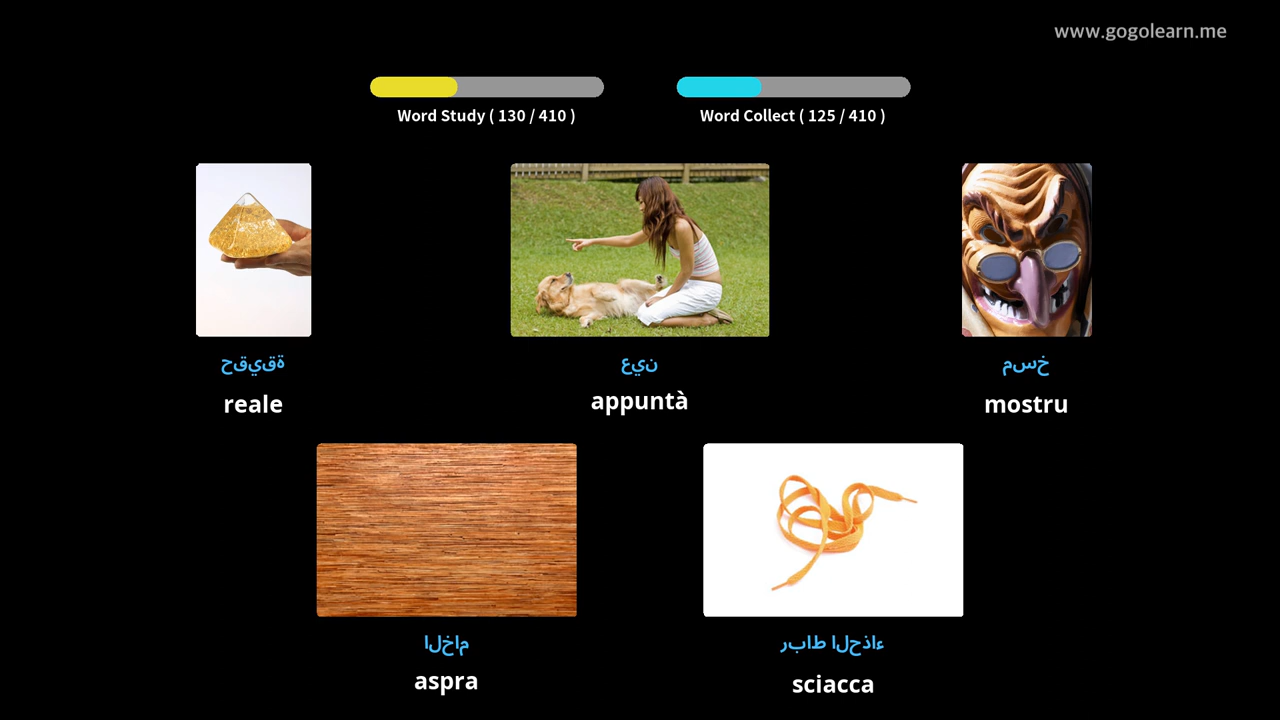 www.gogolearn.me
Word Study ( 130 / 410 )
Word Collect ( 125 / 410 )
حقيقة
reale
عين
appuntà
مسخ
mostru
الخام
aspra
رباط الحذاء
sciacca